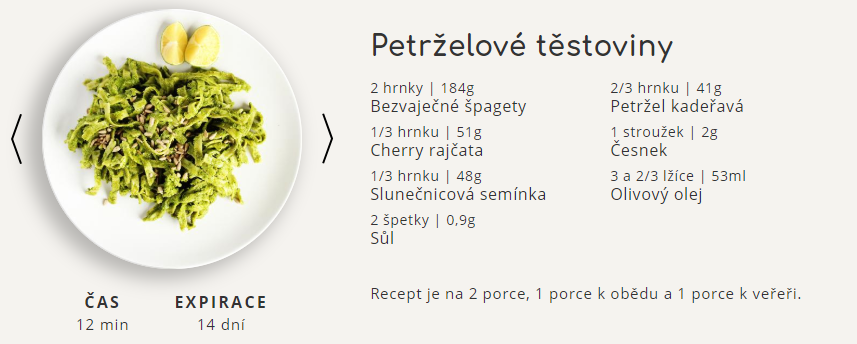 Petrželové těstoviny
2 hrnky | 184g
Bezvaječné špagety
2/3 hrnku | 41g
Petržel kadeřavá
1/3 hrnku | 51g
Cherry rajčata
1 stroužek | 2g
Česnek
1/3 hrnku | 48g
Slunečnicová semínka
3 a 2/3 lžíce | 53ml
Olivový olej
2 špetky | 0,9g
Sůl
Recept je na 2 porce, 1 porce k obědu a 1 porce k veřeři.
ČAS
12 min
EXPIRACE
14 dní